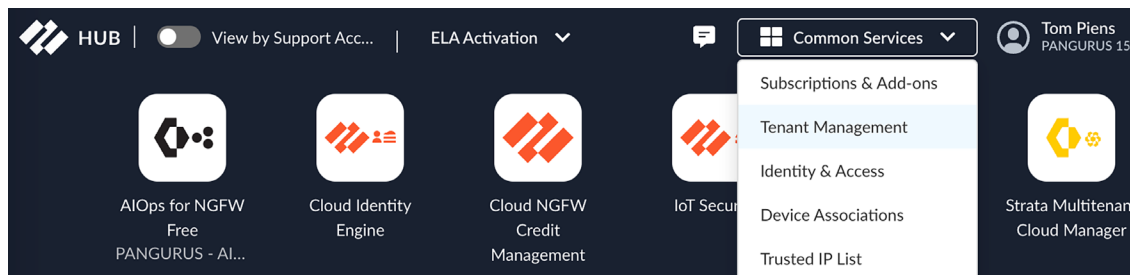 HUB
View by Support Acc...
ELA Activation
Common Services
Tom Piens
PANGURUS 15
Subscriptions & Add-ons
Tenant Management
Identity & Access
Device Associations
Trusted IP List
AIOps for NGFW
Free
PANGURUS - AI...
Cloud Identity
Engine
Cloud NGFW
Credit
Management
IoT Secur
Strata Multitenan
Cloud Manager